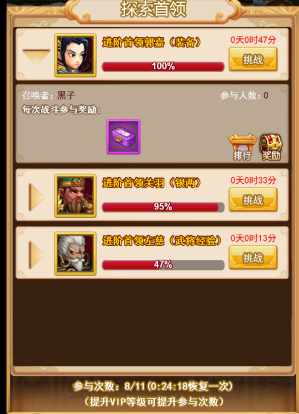 探索首领
进阶首领郭嘉（装备）
0天0时47分
100%
挑战
召唤者：黑子
参与人数：0
每次战斗参与奖励：
排行
奖励
进阶首领关羽（银两）
0天0时33分
95%
挑战
进阶首领左慈（武将经验）
0天0时13分
47%
挑战
参与次数：8/11(0:24:18恢复一次)
(提升VIP等级可提升参与次数)